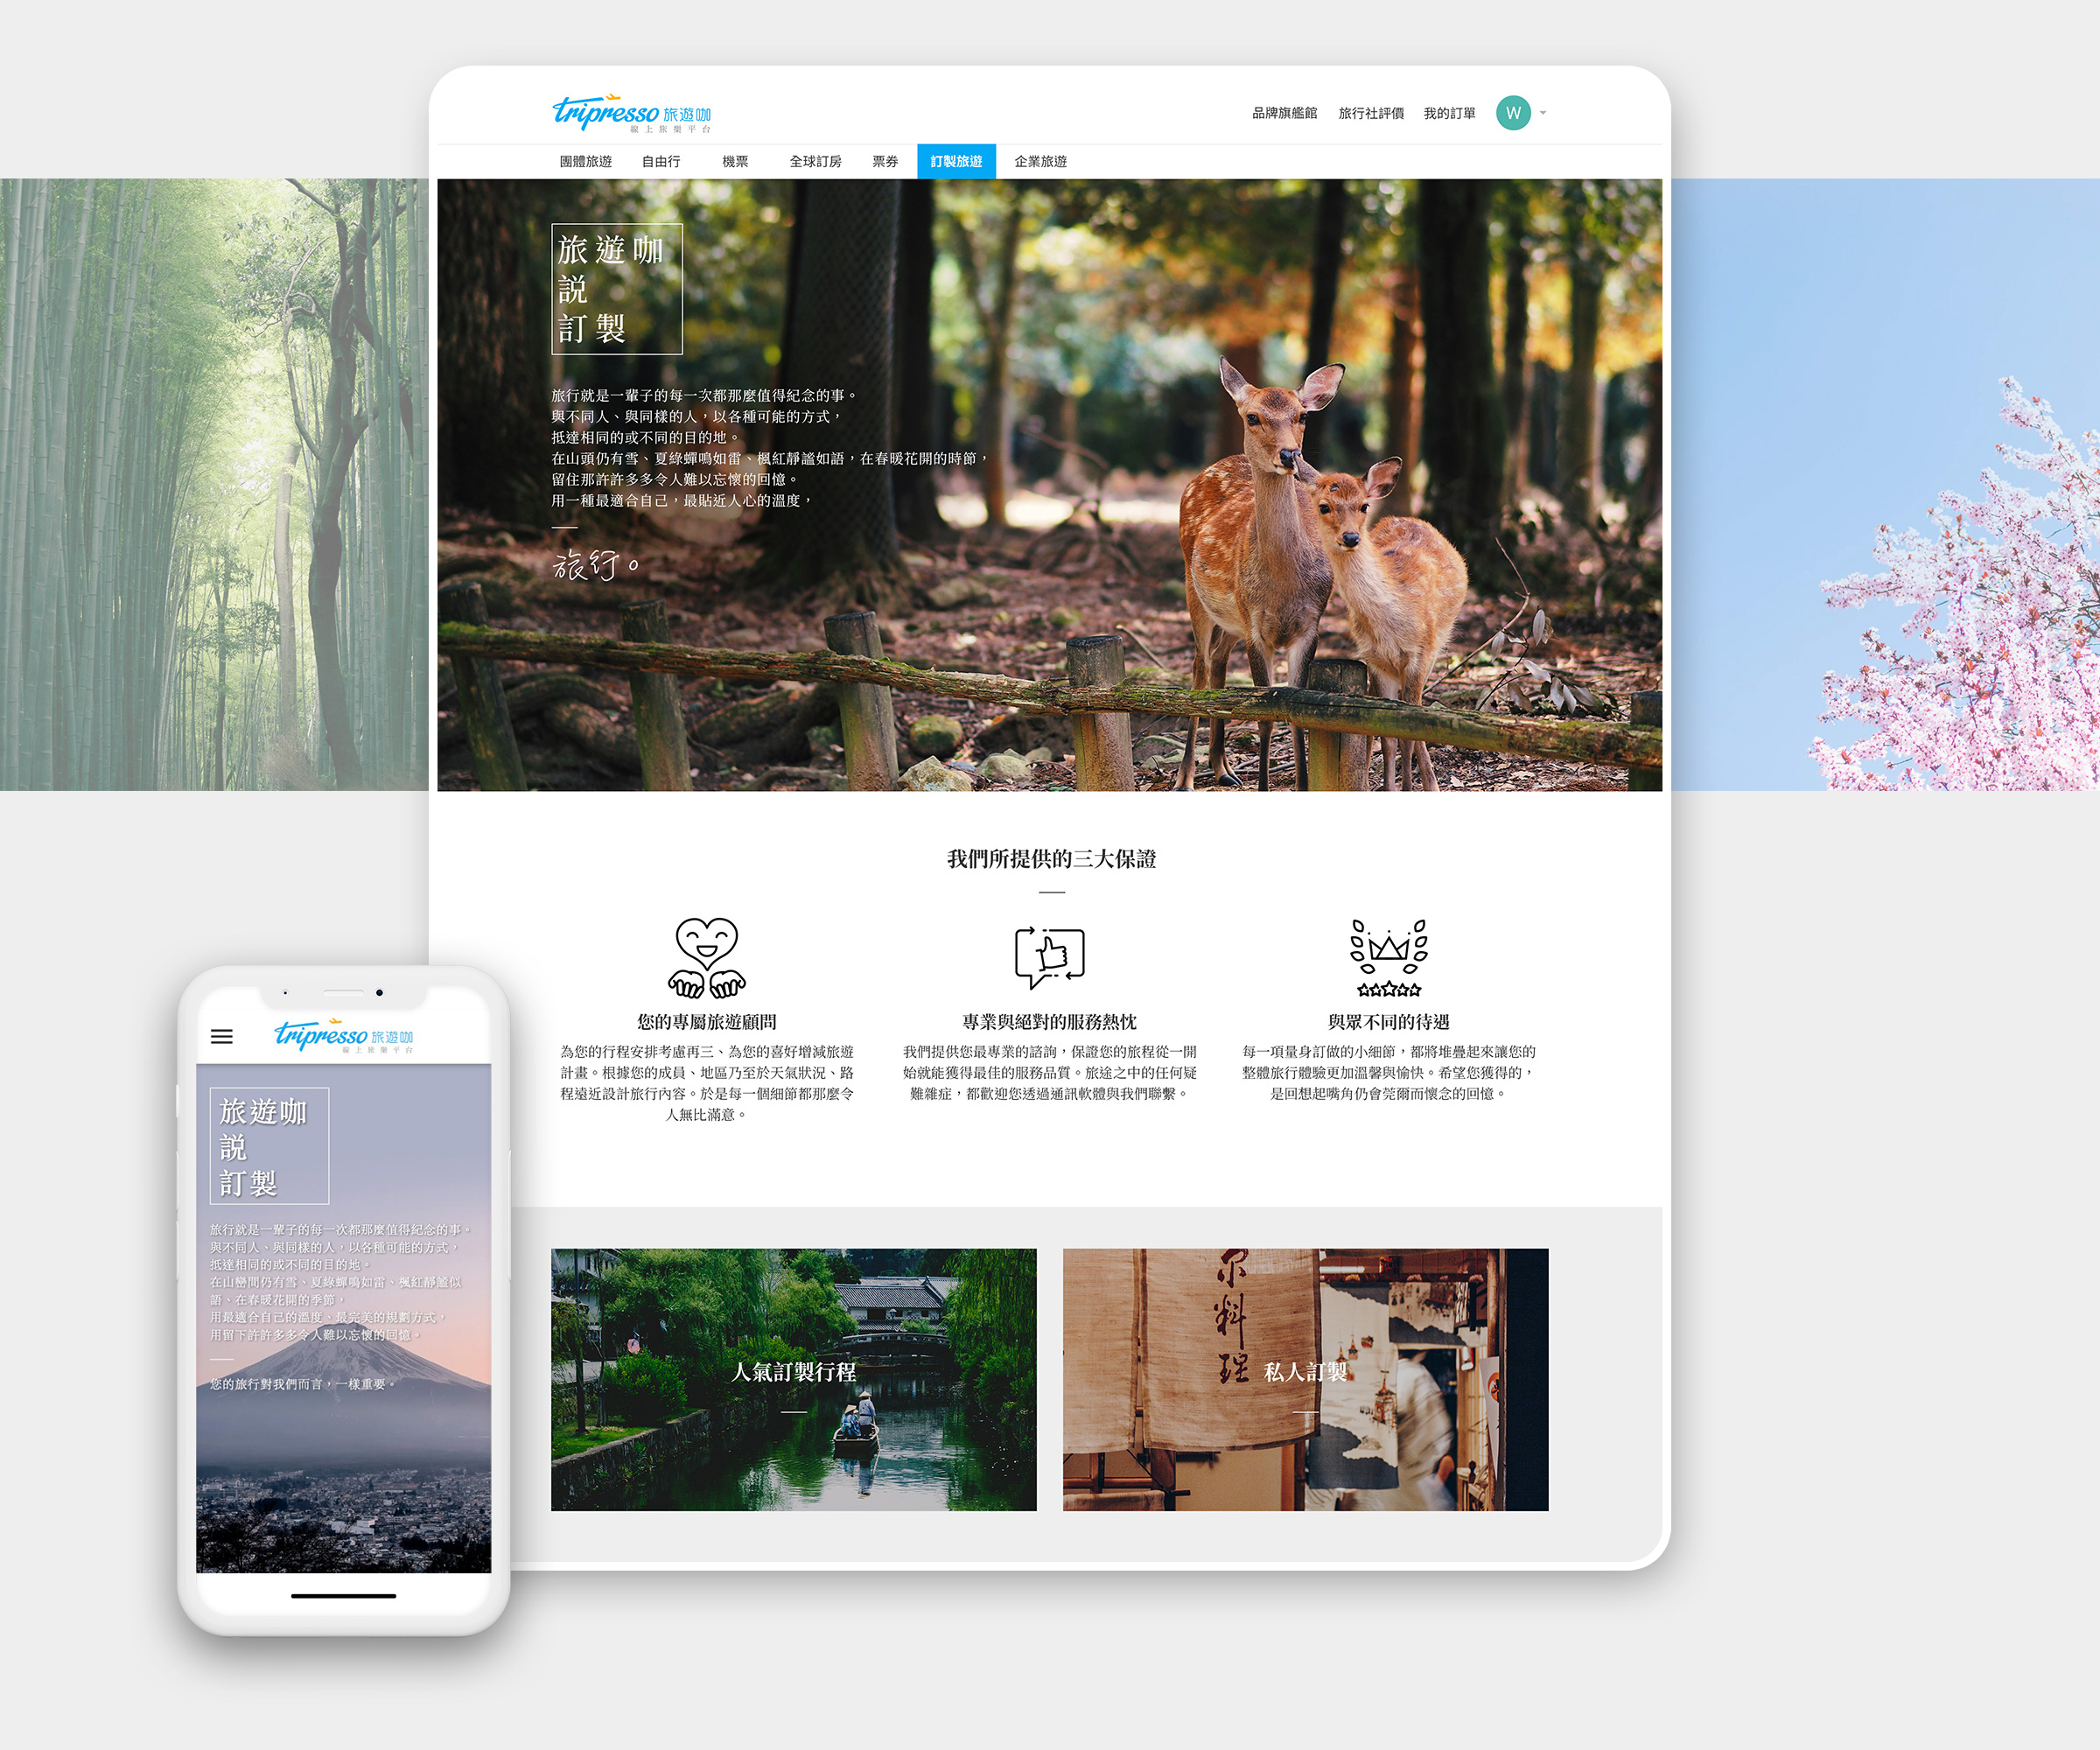 tripresso 旅遊咖
線上旅樂平台
品牌旗艦館 旅行社評價 我的訂單 W
團體旅遊 自由行 機票 全球訂房 票券 訂製旅遊 企業旅遊
旅遊咖
説
訂製
旅行就是一輩子的每一次都那麼值得紀念的事。
與不同人、與同樣的人，以各種可能的方式，
抵達相同的或不同的目的地。
在山頭仍有雪、夏綠蟬鳴如雷、楓紅靜謐如語，在春暖花開的時節，
留住那許許多多令人難以忘懷的回憶。
用一種最適合自己，最貼近人心的溫度，
旅行。
我們所提供的三大保證
您的專屬旅遊顧問
為您的行程安排考慮再三、為您的喜好增減旅遊
計畫。根據您的成員、地區乃至於天氣狀況、路
程遠近設計旅行內容。於是每一個細節都那麼令
人無比滿意。
專業與絕對的服務熱忱
我們提供您最專業的諮詢，保證您的旅程從一開
始就能獲得最佳的服務品質。旅途之中的任何疑
難雜症，都歡迎您透過通訊軟體與我們聯繫。
與眾不同的待遇
每一項量身訂做的小細節，都將堆疊起來讓您的
整體旅行體驗更加溫馨與愉快。希望您獲得的，
是回想起嘴角仍會莞爾而懷念的回憶。
人氣訂製行程
料理
私人訂製
tripresso 旅遊咖
線上旅樂平台
旅遊咖
説
訂製
旅行就是一輩子的每一次都那麼值得紀念的事。
與不同人、與同樣的人，以各種可能的方式，
抵達相同的或不同的目的地。
在山巒間仍有雪、夏綠蟬鳴如雷、楓紅靜謐似
語、在春暖花開的季節，
用最適合自己的溫度、最完美的規劃方式，
用留下許許多多令人難以忘懷的回憶。
您的旅行對我們而言，一樣重要。